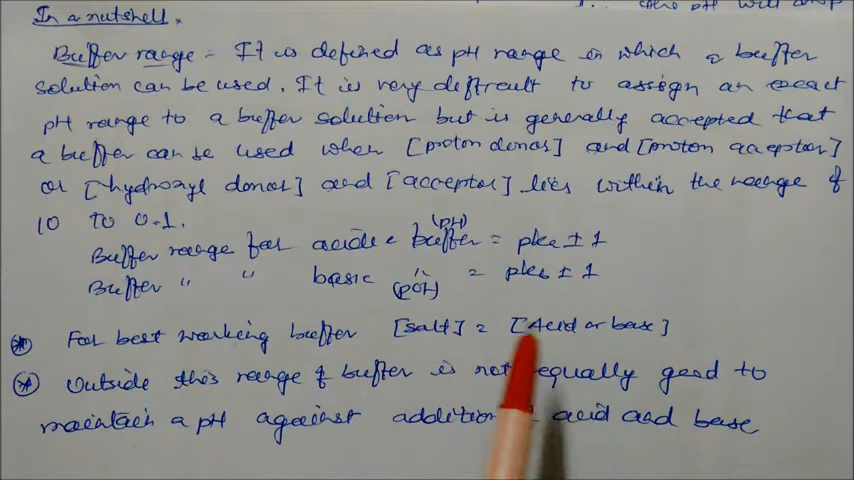 the pH will drop
In a nutshell.
Buffer range - It is defined as pH range in which a buffer
solution can be used. It is very difficult to assign an exact
pH range to a buffer solution but is generally accepted that
a buffer can be used when [proton donor] and [proton acceptor]
or [hydroxyl donor] and [acceptor] lies within the range of
10 to 0.1.
Buffer range for acidic buffer (pH) = pka ± 1
Buffer " " basic " (pOH) = pkb ± 1
* For best working buffer [salt] = [Acid or base]
* Outside this range of buffer is not equally good to
maintain a pH against addition acid and base